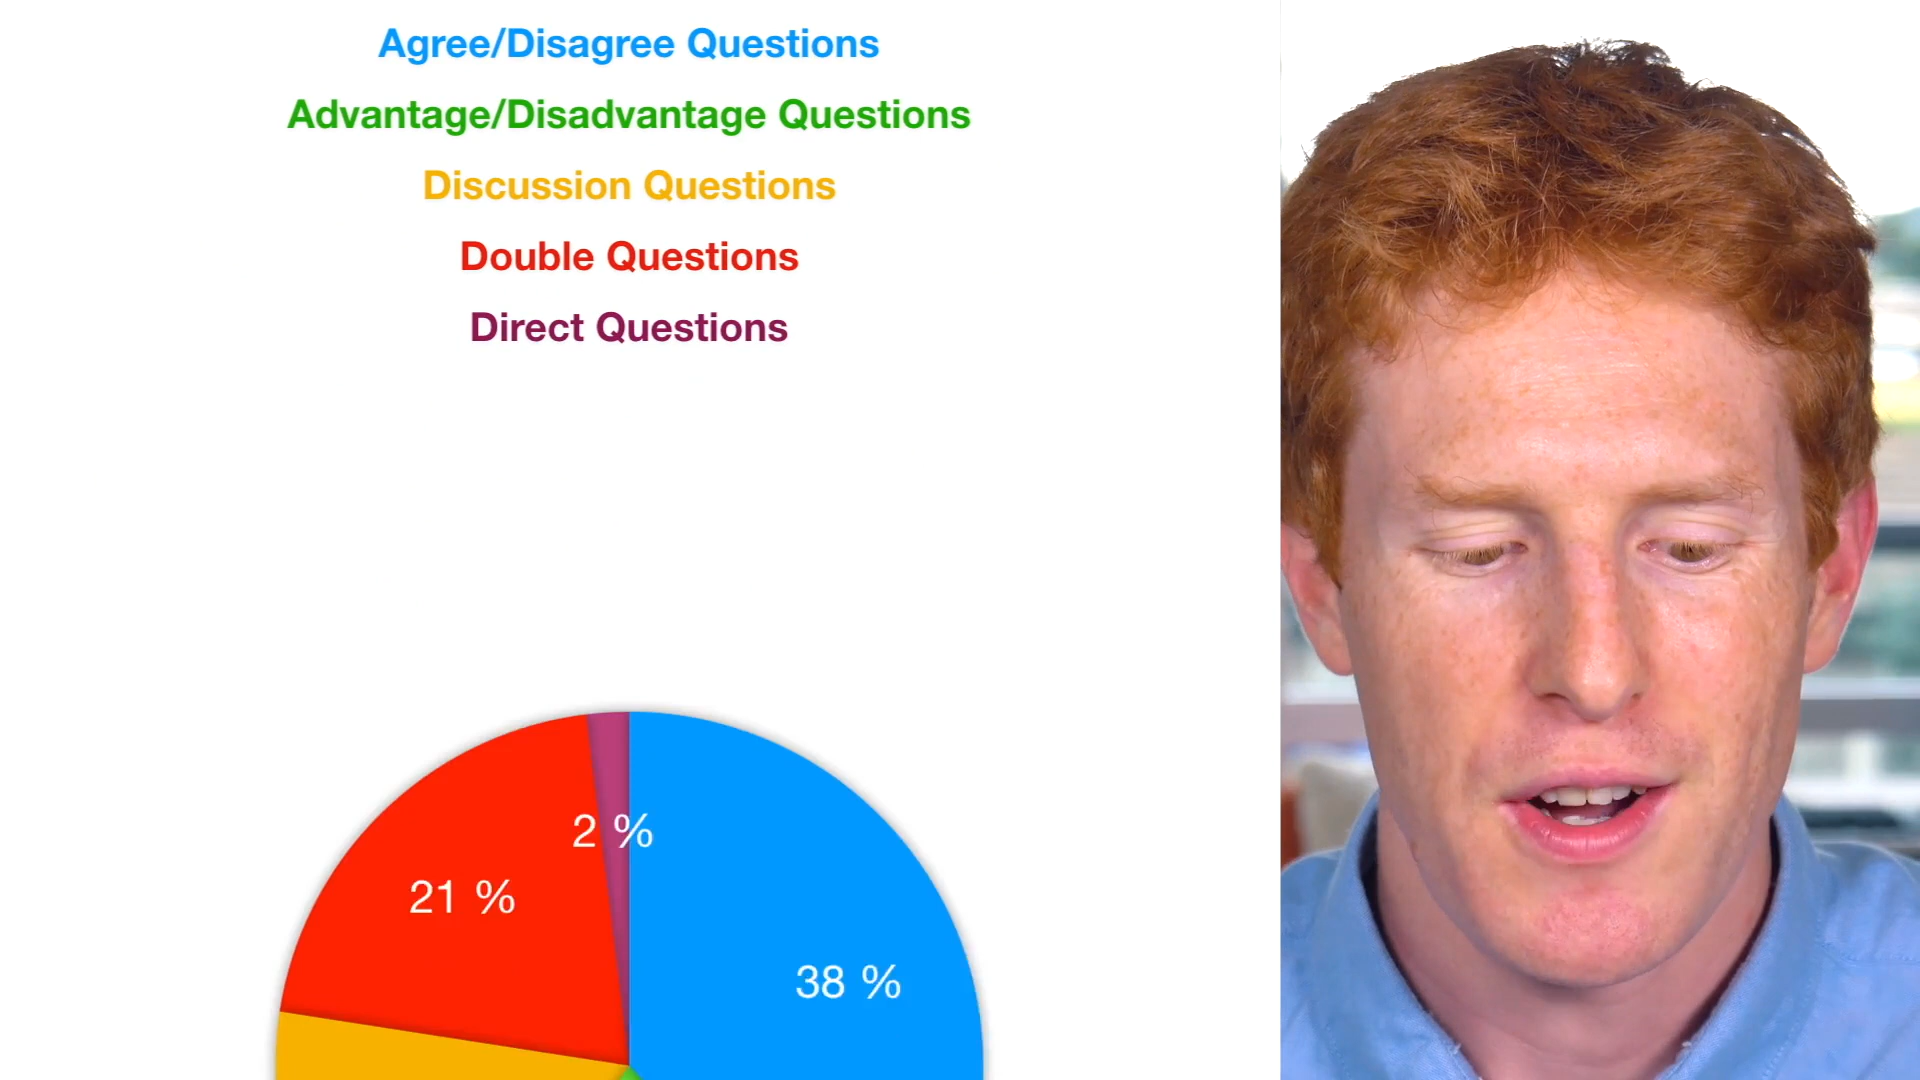 Agree/Disagree Questions
Advantage/Disadvantage Questions
Discussion Questions
Double Questions
Direct Questions
2 %
21 %
38 %